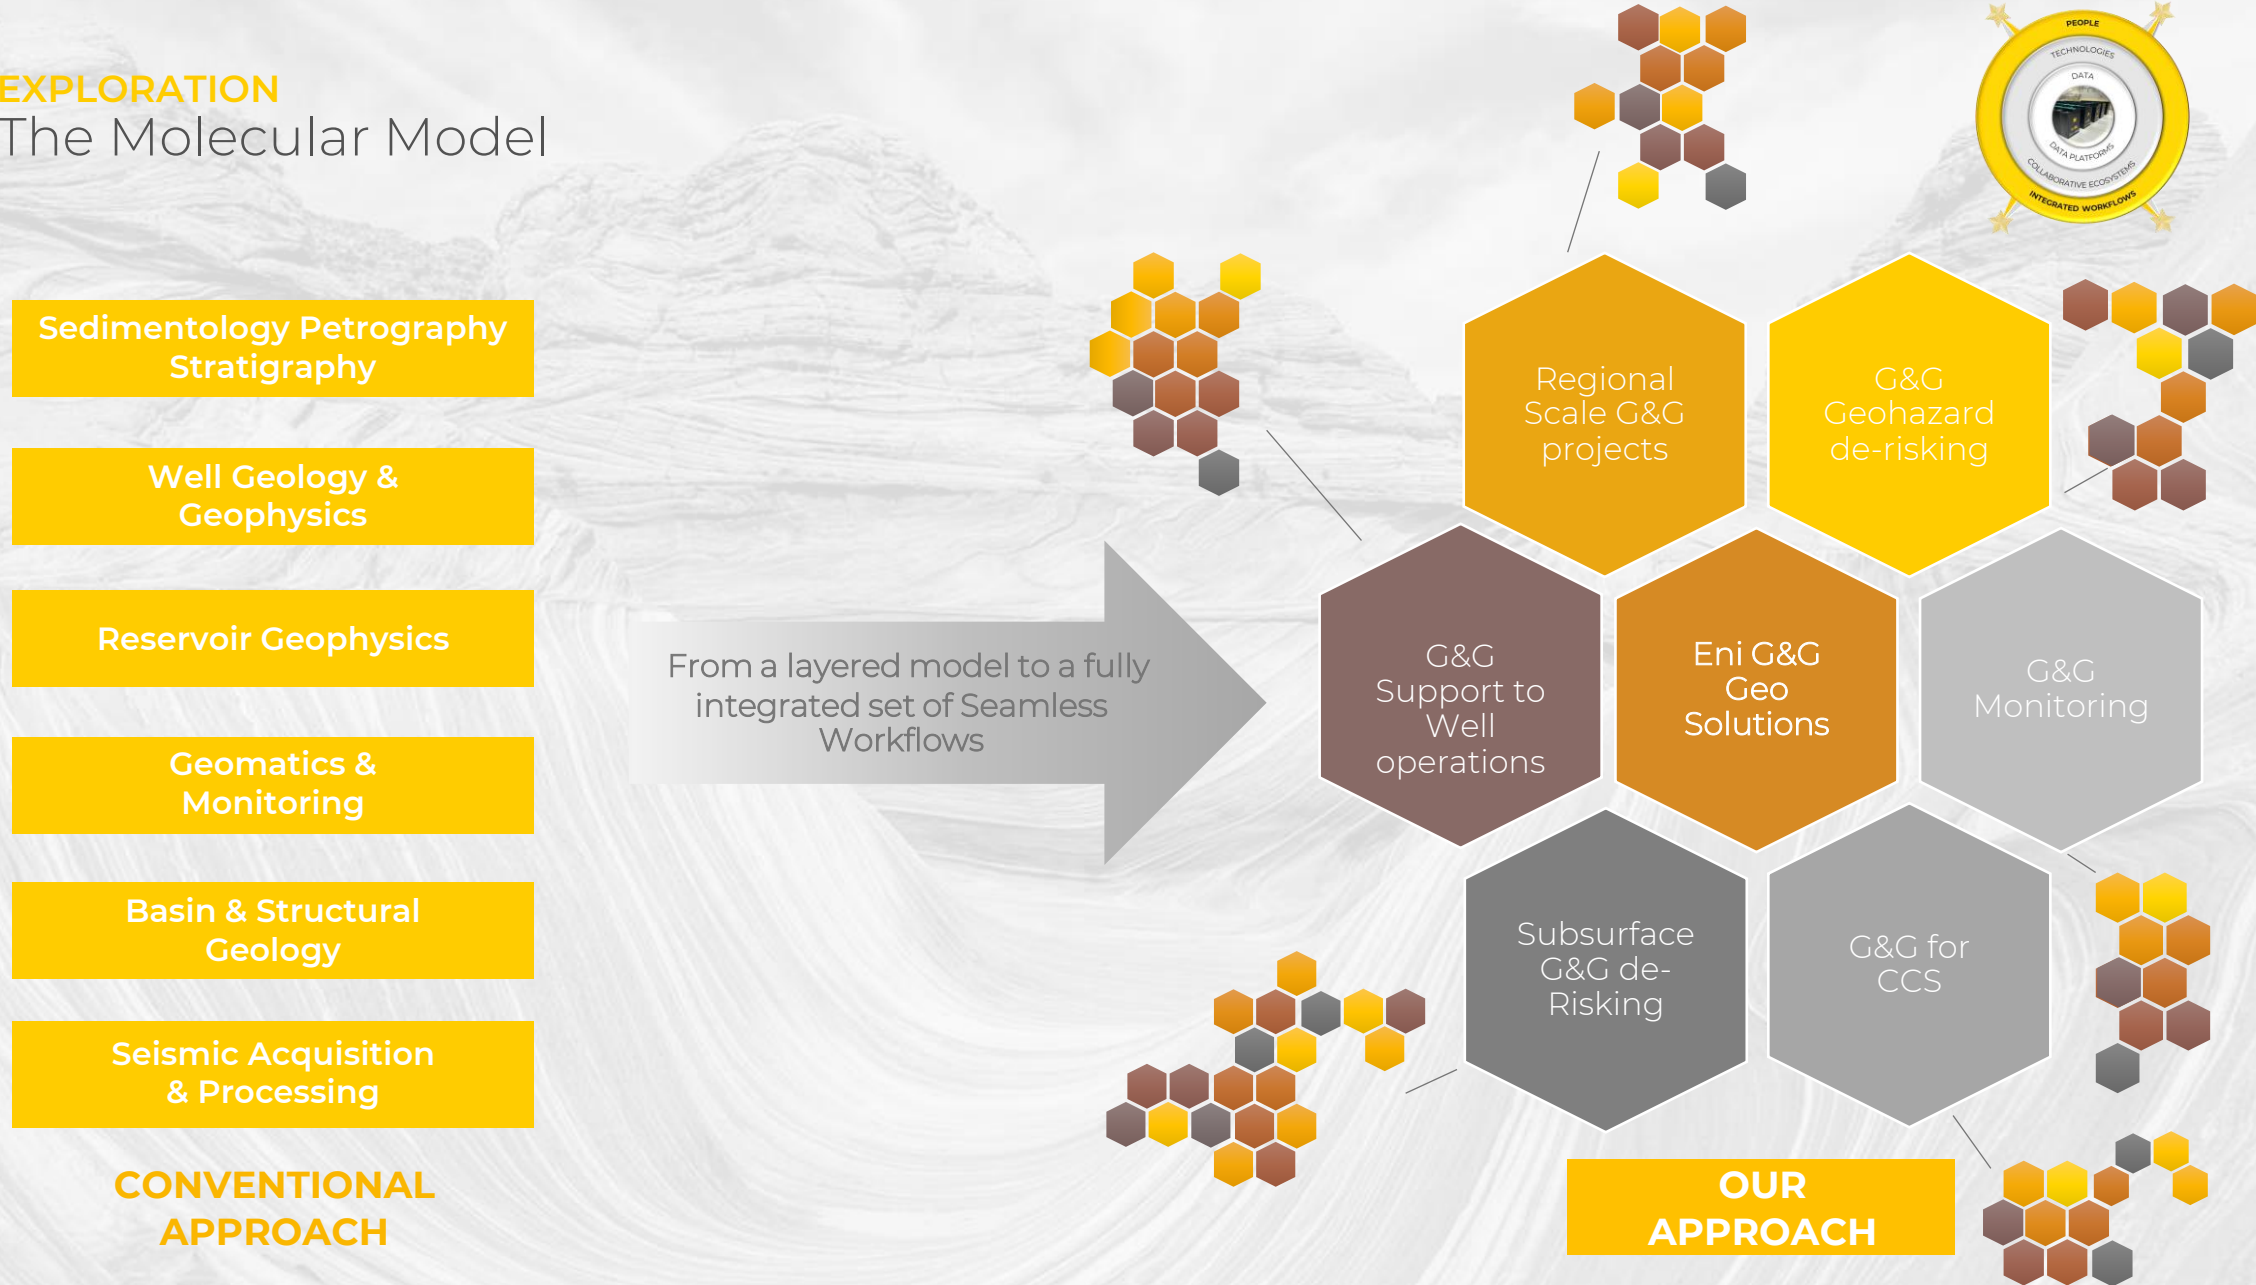 EXPLORATION
The Molecular Model
Sedimentology Petrography
Stratigraphy
Well Geology &
Geophysics
Reservoir Geophysics
Geomatics &
Monitoring
Basin & Structural
Geology
Seismic Acquisition
& Processing
CONVENTIONAL
APPROACH
From a layered model to a fully
integrated set of Seamless
Workflows
PEOPLE
TECHNOLOGIES
DATA
DATA PLATFORMS
COLLABORATIVE ECOSYSTEMS
INTEGRATED WORKFLOWS
Regional
Scale G&G
projects
G&G
Geohazard
de-risking
G&G
Support to
Well
operations
Eni G&G
Geo
Solutions
G&G
Monitoring
Subsurface
G&G de-
Risking
G&G for
CCS
OUR
APPROACH